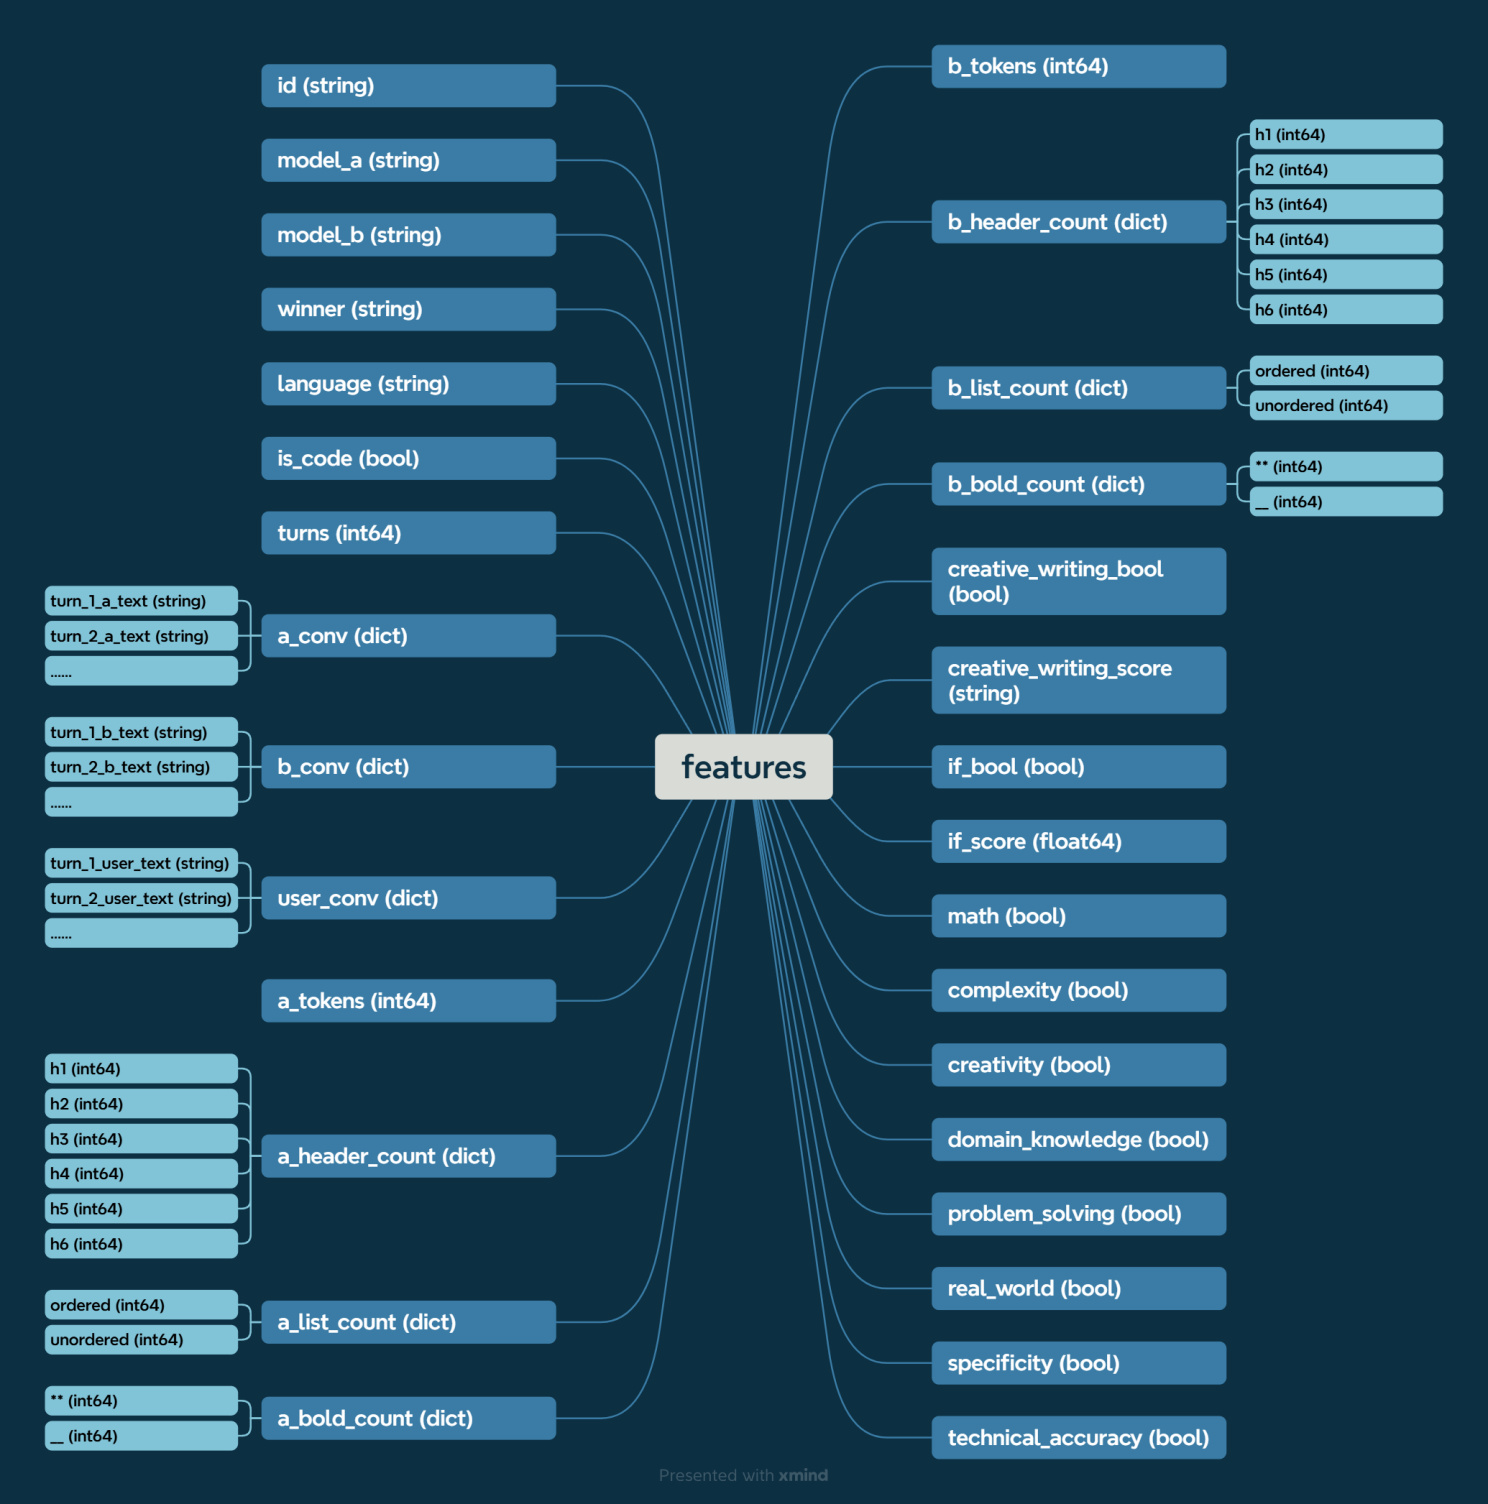 id (string)
model_a (string)
model_b (string)
winner (string)
language (string)
is_code (bool)
turns (int64)
a_conv (dict)
turn_1_a_text (string)
turn_2_a_text (string)
......
b_conv (dict)
turn_1_b_text (string)
turn_2_b_text (string)
......
user_conv (dict)
turn_1_user_text (string)
turn_2_user_text (string)
......
a_tokens (int64)
a_header_count (dict)
h1 (int64)
h2 (int64)
h3 (int64)
h4 (int64)
h5 (int64)
h6 (int64)
a_list_count (dict)
ordered (int64)
unordered (int64)
a_bold_count (dict)
** (int64)
__ (int64)
features
b_tokens (int64)
b_header_count (dict)
h1 (int64)
h2 (int64)
h3 (int64)
h4 (int64)
h5 (int64)
h6 (int64)
b_list_count (dict)
ordered (int64)
unordered (int64)
b_bold_count (dict)
** (int64)
__ (int64)
creative_writing_bool
(bool)
creative_writing_score
(string)
if_bool (bool)
if_score (float64)
math (bool)
complexity (bool)
creativity (bool)
domain_knowledge (bool)
problem_solving (bool)
real_world (bool)
specificity (bool)
technical_accuracy (bool)
Presented with xmind